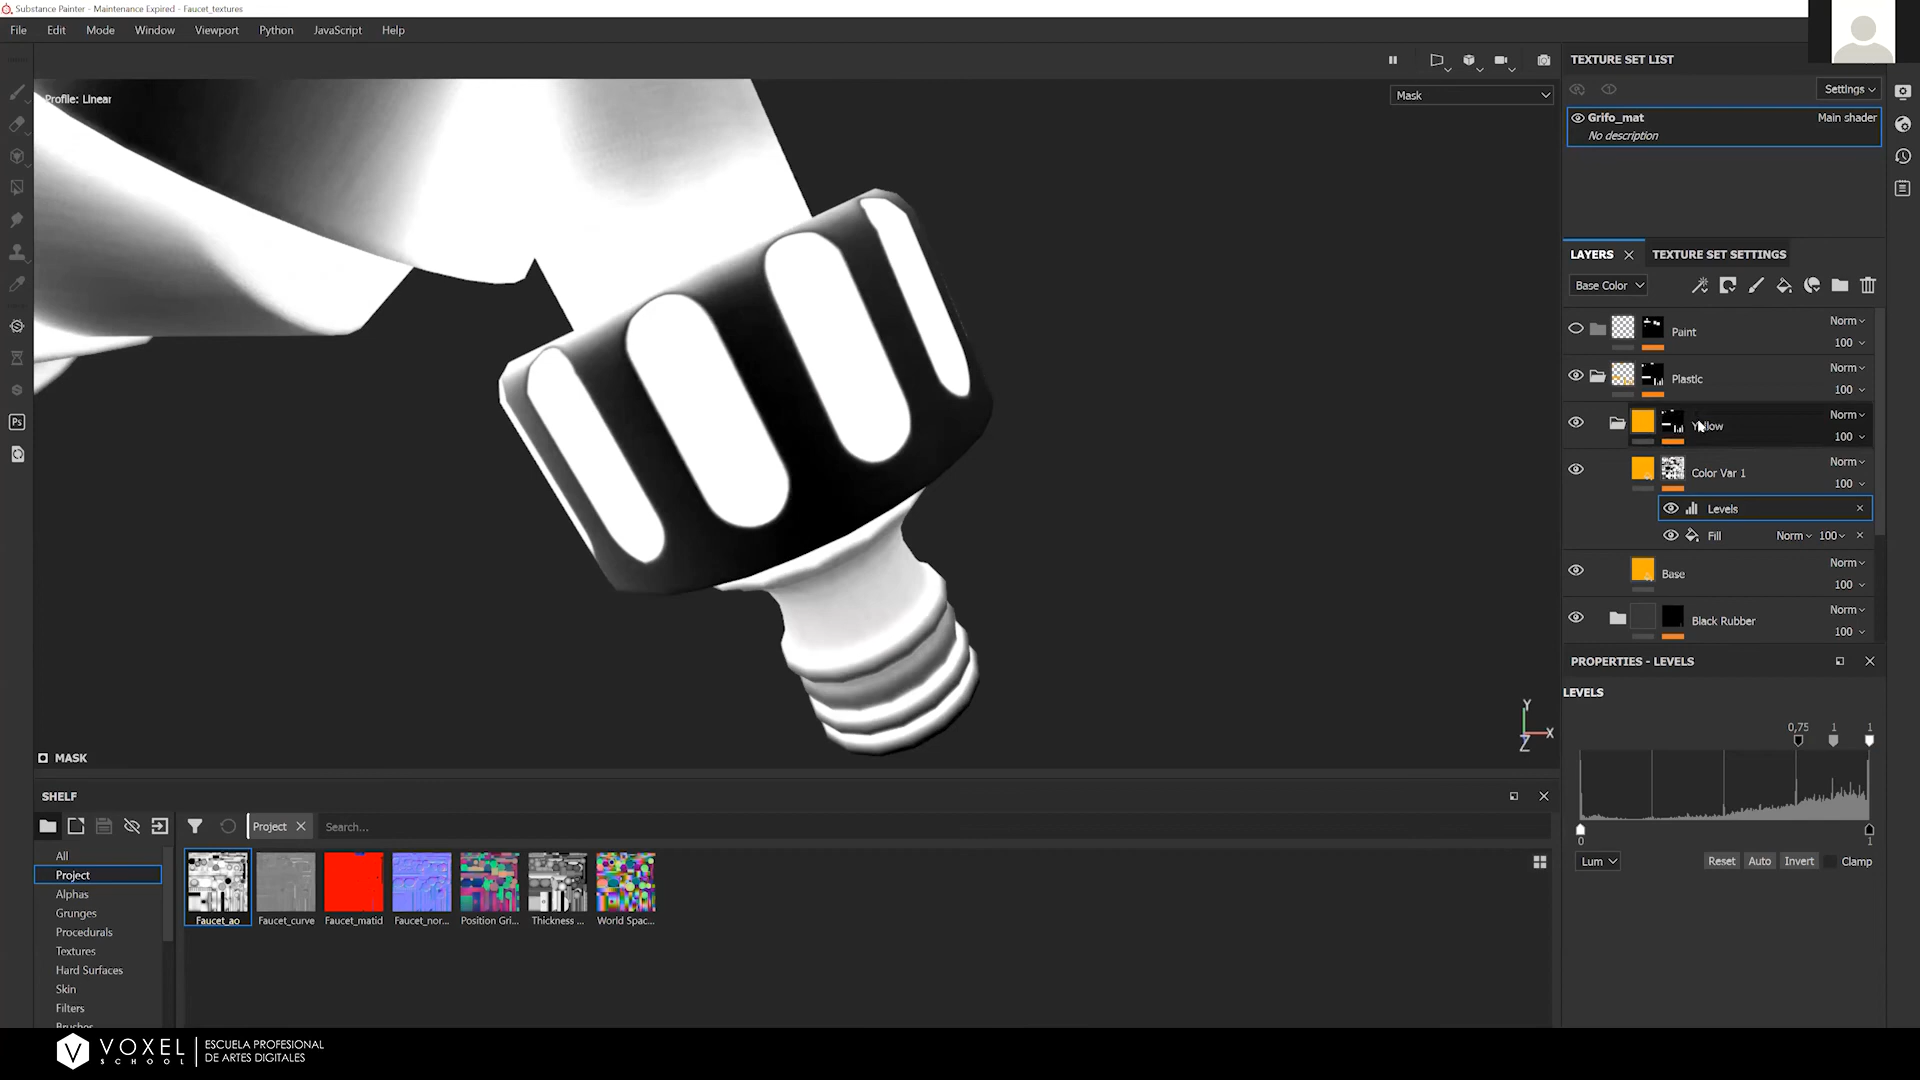 Substance Painter - Maintenance Expired - Faucet_textures
File Edit Mode Window Viewport Python JavaScript Help
Profile: Linear
Mask
TEXTURE SET LIST
Settings
Grifo_mat Main shader
No description
LAYERS TEXTURE SET SETTINGS
Base Color
Paint Norm 100
Plastic Norm 100
Yellow Norm 100
Color Var 1 Norm 100
Levels
Fill Norm 100
Base Norm 100
Black Rubber Norm 100
PROPERTIES - LEVELS
LEVELS
0,75 1 1
0 1
Lum Reset Auto Invert Clamp
Y
X
Z
MASK
SHELF
Project Search...
All
Project
Alphas
Grunges
Procedurals
Textures
Hard Surfaces
Skin
Filters
Brushes
Faucet_ao Faucet_curve Faucet_matid Faucet_nor... Position Gri... Thickness ... World Spac...
Ps
VOXEL
SCHOOL
ESCUELA PROFESIONAL
DE ARTES DIGITALES